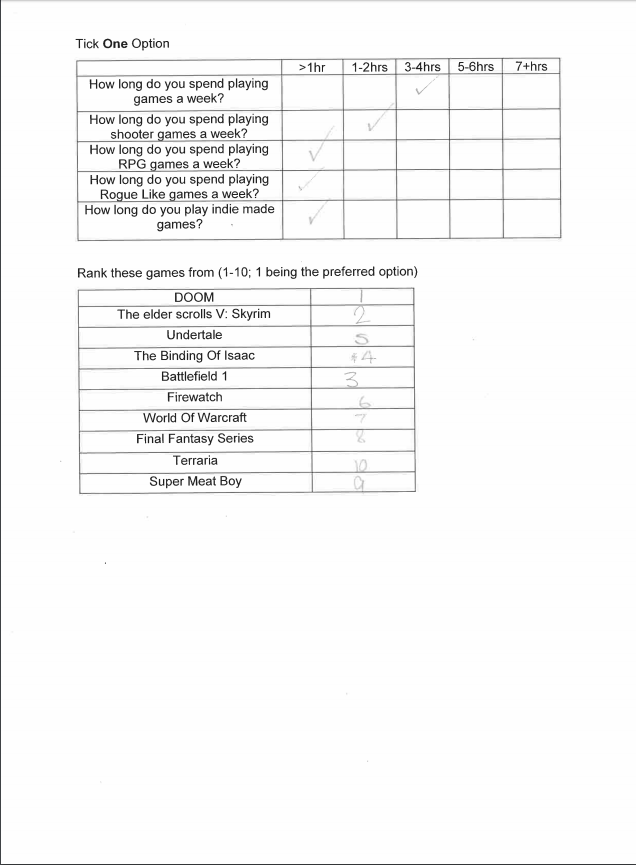 Tick One Option
>1hr 1-2hrs 3-4hrs 5-6hrs 7+hrs
How long do you spend playing
games a week? ✓
How long do you spend playing
shooter games a week? ✓
How long do you spend playing
RPG games a week? ✓
How long do you spend playing
Rogue Like games a week? ✓
How long do you play indie made
games? ✓
Rank these games from (1-10; 1 being the preferred option)
DOOM 1
The elder scrolls V: Skyrim 2
Undertale 5
The Binding Of Isaac 4
Battlefield 1 3
Firewatch 6
World Of Warcraft 7
Final Fantasy Series 8
Terraria 10
Super Meat Boy 9